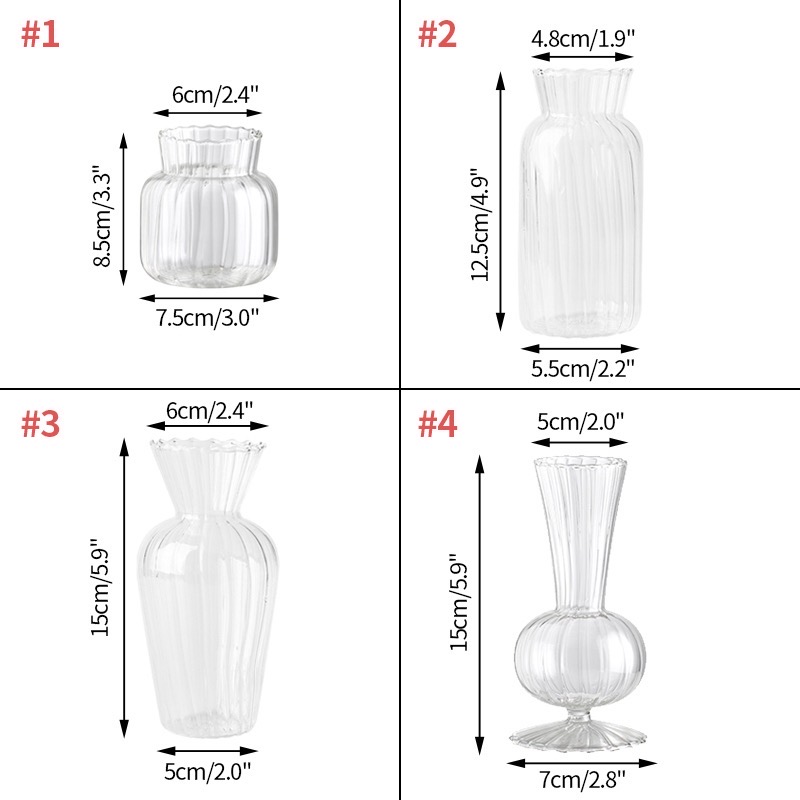 #1
6cm/2.4"
8.5cm/3.3"
7.5cm/3.0"
#2
4.8cm/1.9"
12.5cm/4.9"
5.5cm/2.2"
#3
6cm/2.4"
15cm/5.9"
5cm/2.0"
#4
5cm/2.0"
15cm/5.9"
7cm/2.8"